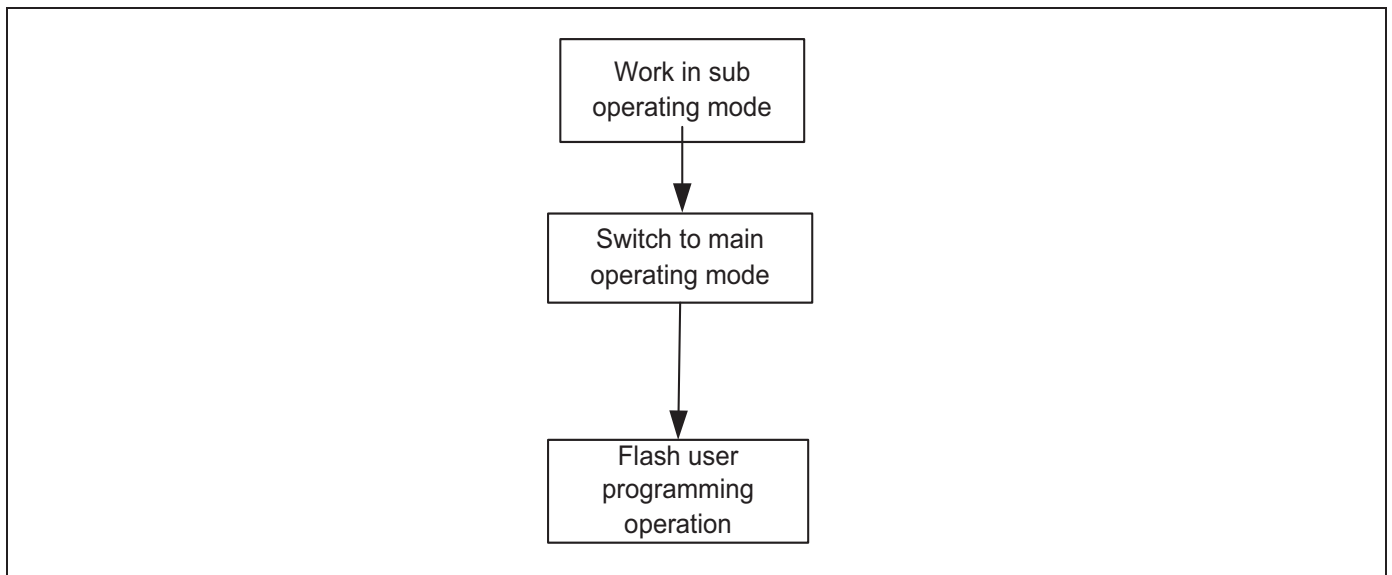 Work in sub
operating mode
Switch to main
operating mode
Flash user
programming
operation